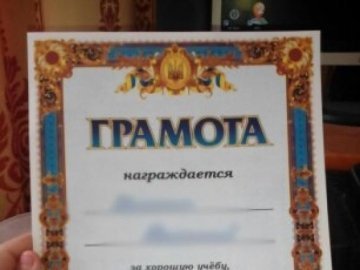 ГРАМОТА
награждается
за хорошую учёбу,